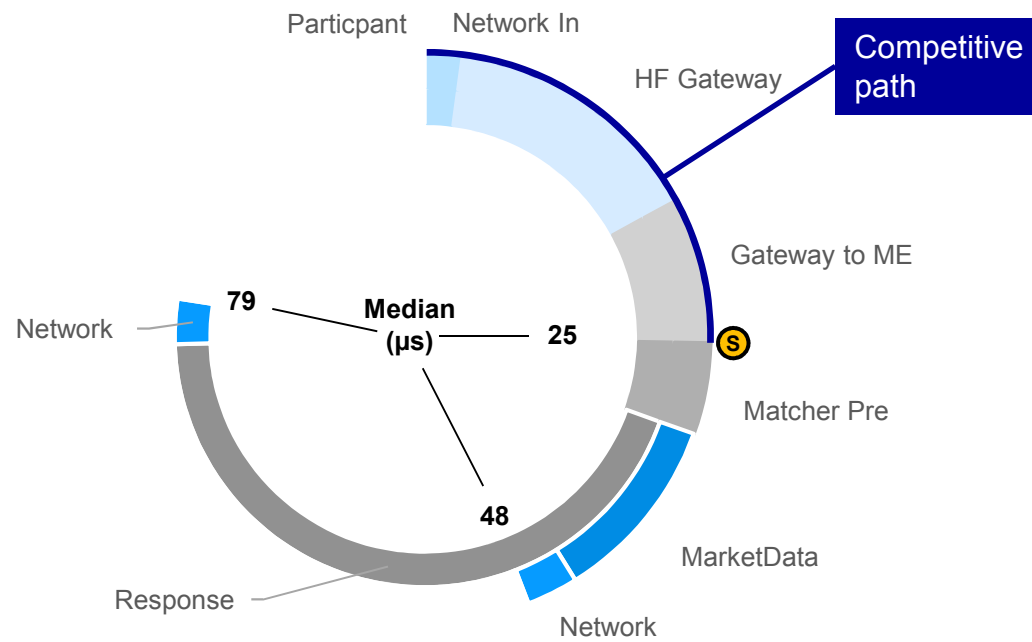 Particpant
Network In
HF Gateway
Competitive
path
Gateway to ME
S
Matcher Pre
MarketData
Network
Response
Network
79
Median
(µs)
25
48